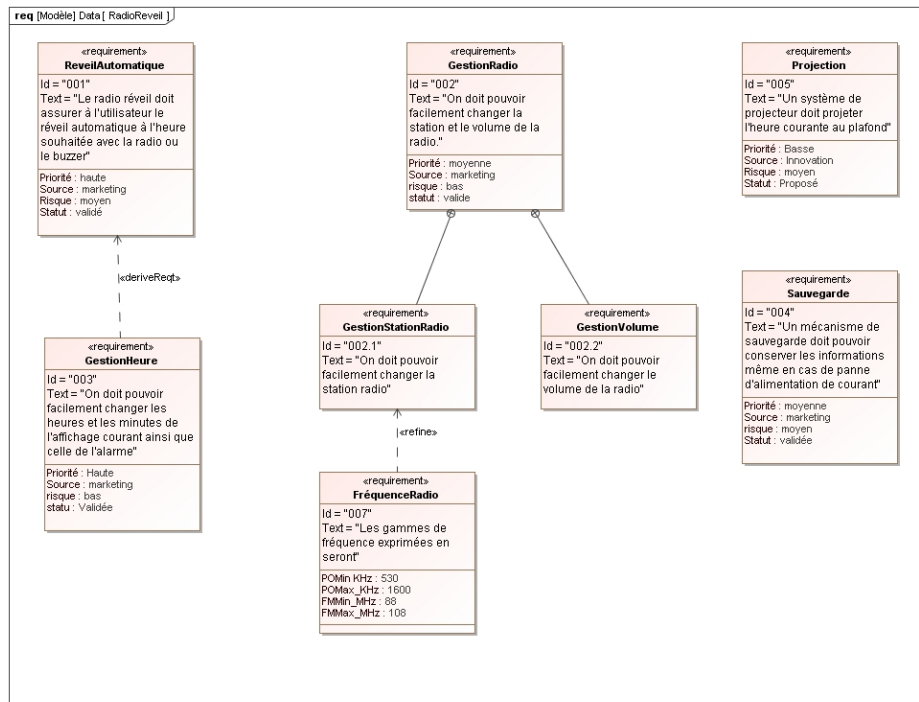 req [Modèle] Data [ RadioReveil ]
«requirement»
ReveilAutomatique
Id = "001"
Text = "Le radio réveil doit
assurer à l'utilisateur le
réveil automatique à l'heure
souhaitée avec la radio ou
le buzzer"
Priorité : haute
Source : marketing
Risque : moyen
Statut : validé
«requirement»
GestionRadio
Id = "002"
Text = "On doit pouvoir
facilement changer la
station et le volume de la
radio."
Priorité : moyenne
Source : marketing
risque : bas
statut : valide
«requirement»
Projection
Id = "005"
Text = "Un système de
projecteur doit projeter
l'heure courante au plafond"
Priorité : Basse
Source : Innovation
Risque : moyen
Statut : Proposé
«deriveReqt»
«requirement»
GestionHeure
Id = "003"
Text = "On doit pouvoir
facilement changer les
heures et les minutes de
l'affichage courant ainsi que
celle de l'alarme"
Priorité : Haute
Source : marketing
risque : bas
statu : Validée
«requirement»
GestionStationRadio
Id = "002.1"
Text = "On doit pouvoir
facilement changer la
station radio"
«requirement»
GestionVolume
Id = "002.2"
Text = "On doit pouvoir
facilement changer le
volume de la radio"
«requirement»
Sauvegarde
Id = "004"
Text = "Un mécanisme de
sauvegarde doit pouvoir
conserver les informations
même en cas de panne
d'alimentation de courant"
Priorité : moyenne
Source : marketing
risque : moyen
Statut : validée
«refine»
«requirement»
FréquenceRadio
Id = "007"
Text = "Les gammes de
fréquence exprimées en
seront"
POMin KHz : 530
POMax_KHz : 1600
FMMin_MHz : 88
FMMax_MHz : 108